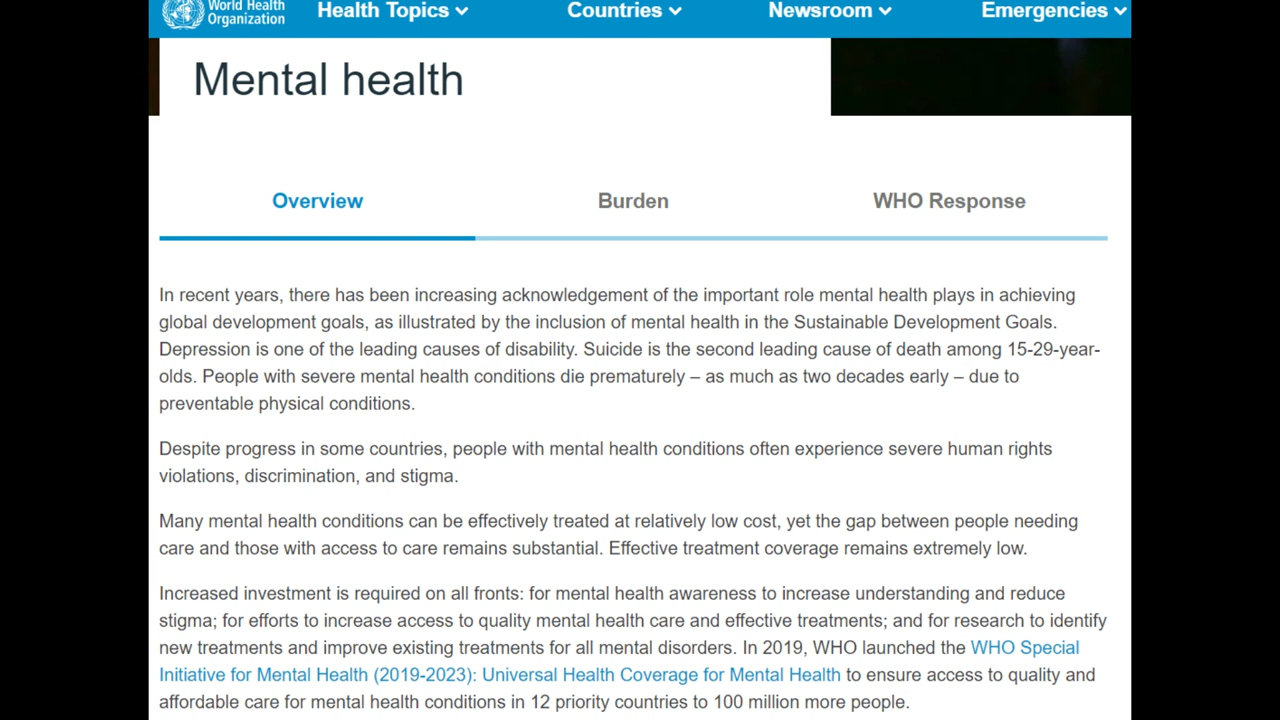 World Health
Organization
Health Topics
Countries
Newsroom
Emergencies
Mental health
Overview
Burden
WHO Response
In recent years, there has been increasing acknowledgement of the important role mental health plays in achieving
global development goals, as illustrated by the inclusion of mental health in the Sustainable Development Goals.
Depression is one of the leading causes of disability. Suicide is the second leading cause of death among 15-29-year-
olds. People with severe mental health conditions die prematurely – as much as two decades early – due to
preventable physical conditions.
Despite progress in some countries, people with mental health conditions often experience severe human rights
violations, discrimination, and stigma.
Many mental health conditions can be effectively treated at relatively low cost, yet the gap between people needing
care and those with access to care remains substantial. Effective treatment coverage remains extremely low.
Increased investment is required on all fronts: for mental health awareness to increase understanding and reduce
stigma; for efforts to increase access to quality mental health care and effective treatments; and for research to identify
new treatments and improve existing treatments for all mental disorders. In 2019, WHO launched the WHO Special
Initiative for Mental Health (2019-2023): Universal Health Coverage for Mental Health to ensure access to quality and
affordable care for mental health conditions in 12 priority countries to 100 million more people.